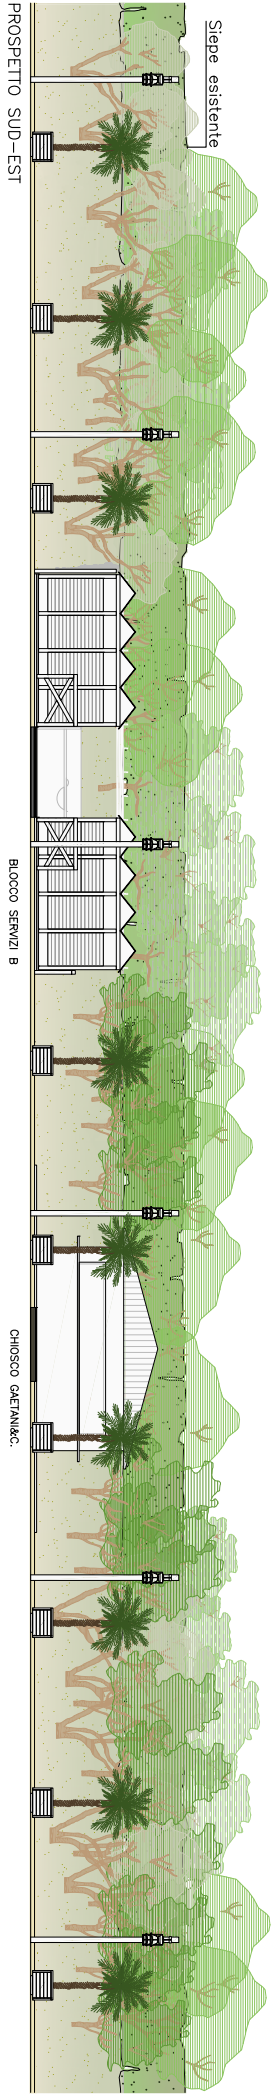 Siepe esistente
PROSPETTO SUD-EST
BLOCCO SERVIZI B
CHIOSCO GAETANI&C.